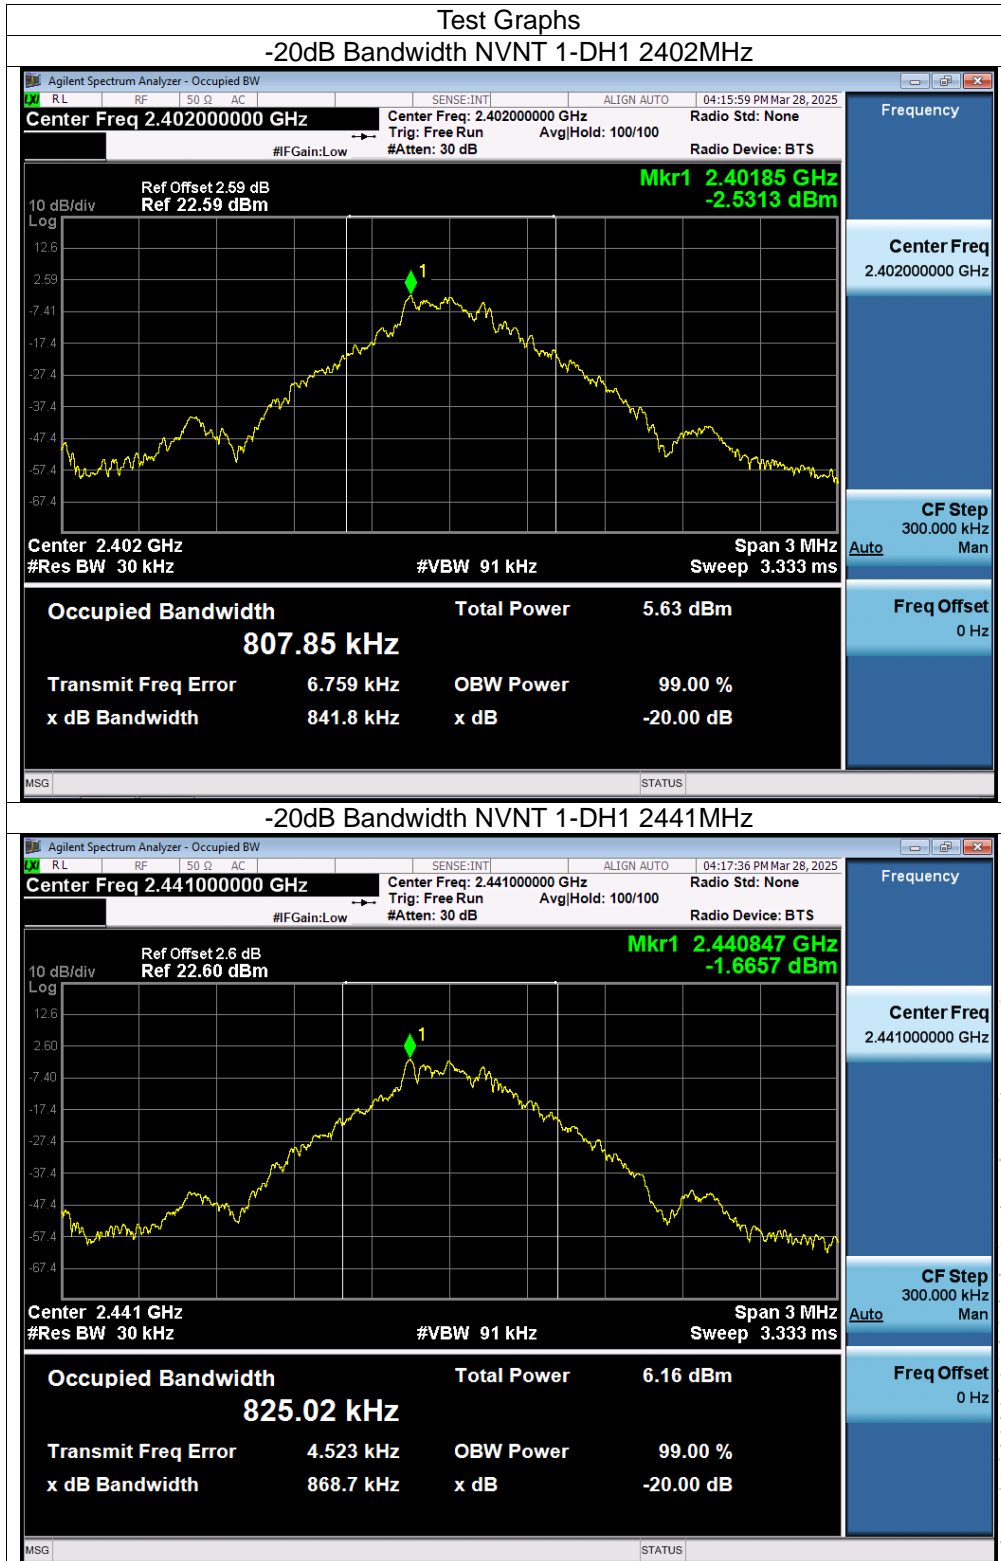 Test Graphs
-20dB Bandwidth NVNT 1-DH1 2402MHz
Agilent Spectrum Analyzer - Occupied BW
LXI RL RF 50 Ω AC SENSE:INT ALIGN AUTO 04:15:59 PM Mar 28, 2025
Center Freq 2.402000000 GHz
Center Freq: 2.402000000 GHz Radio Std: None
Trig: Free Run Avg|Hold: 100/100
#IFGain:Low #Atten: 30 dB Radio Device: BTS
Frequency
Mkr1 2.40185 GHz
-2.5313 dBm
Ref Offset 2.59 dB
10 dB/div Ref 22.59 dBm
Log
12.6
2.59
-7.41
-17.4
-27.4
-37.4
-47.4
-57.4
-67.4
1
Center Freq
2.402000000 GHz
CF Step
300.000 kHz
Auto Man
Center 2.402 GHz Span 3 MHz
#Res BW 30 kHz #VBW 91 kHz Sweep 3.333 ms
Freq Offset
0 Hz
Occupied Bandwidth Total Power 5.63 dBm
807.85 kHz
Transmit Freq Error 6.759 kHz OBW Power 99.00 %
x dB Bandwidth 841.8 kHz x dB -20.00 dB
MSG STATUS
-20dB Bandwidth NVNT 1-DH1 2441MHz
Agilent Spectrum Analyzer - Occupied BW
LXI RL RF 50 Ω AC SENSE:INT ALIGN AUTO 04:17:36 PM Mar 28, 2025
Center Freq 2.441000000 GHz
Center Freq: 2.441000000 GHz Radio Std: None
Trig: Free Run Avg|Hold: 100/100
#IFGain:Low #Atten: 30 dB Radio Device: BTS
Frequency
Mkr1 2.440847 GHz
-1.6657 dBm
Ref Offset 2.6 dB
10 dB/div Ref 22.60 dBm
Log
12.6
2.60
-7.40
-17.4
-27.4
-37.4
-47.4
-57.4
-67.4
1
Center Freq
2.441000000 GHz
CF Step
300.000 kHz
Auto Man
Center 2.441 GHz Span 3 MHz
#Res BW 30 kHz #VBW 91 kHz Sweep 3.333 ms
Freq Offset
0 Hz
Occupied Bandwidth Total Power 6.16 dBm
825.02 kHz
Transmit Freq Error 4.523 kHz OBW Power 99.00 %
x dB Bandwidth 868.7 kHz x dB -20.00 dB
MSG STATUS